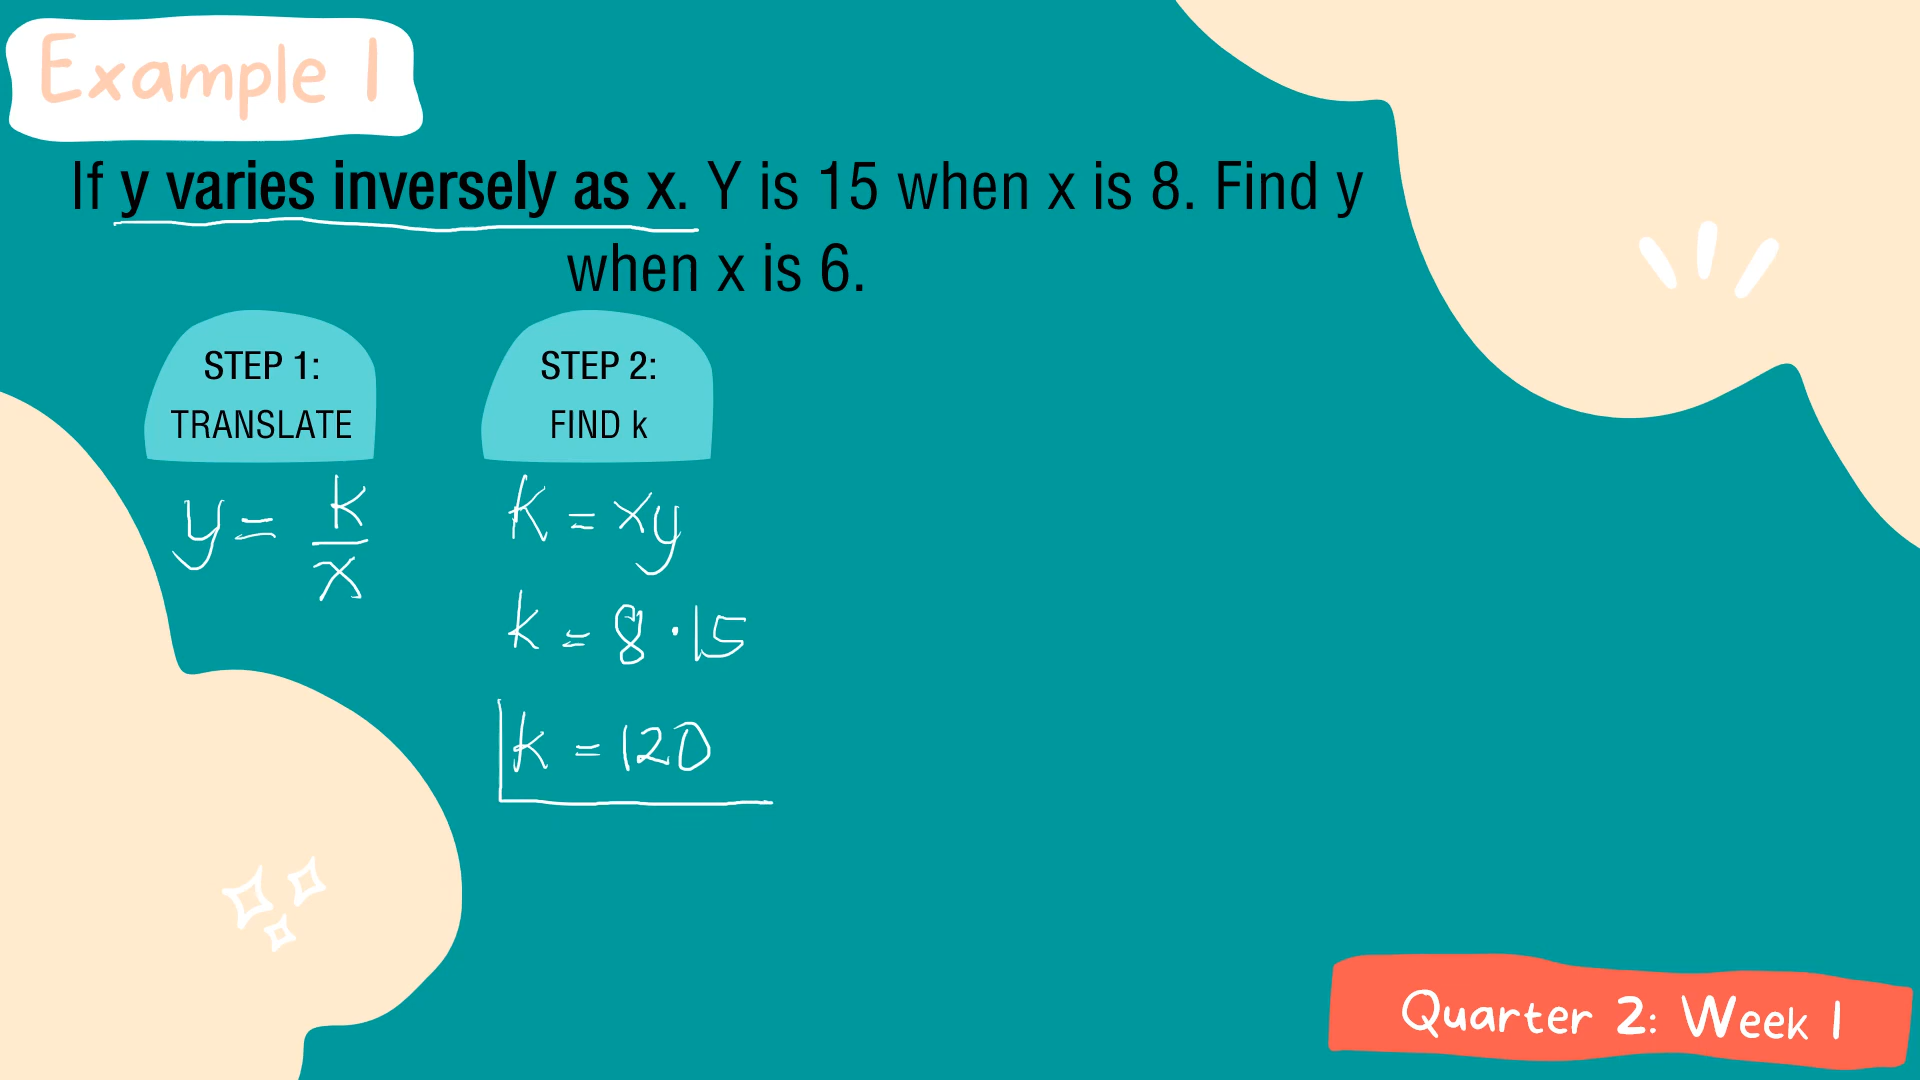 Example 1
If y varies inversely as x. Y is 15 when x is 8. Find y
when x is 6.
STEP 1:
TRANSLATE
y = k/x
STEP 2:
FIND k
k = xy
k = 8 · 15
k = 120
Quarter 2: Week 1